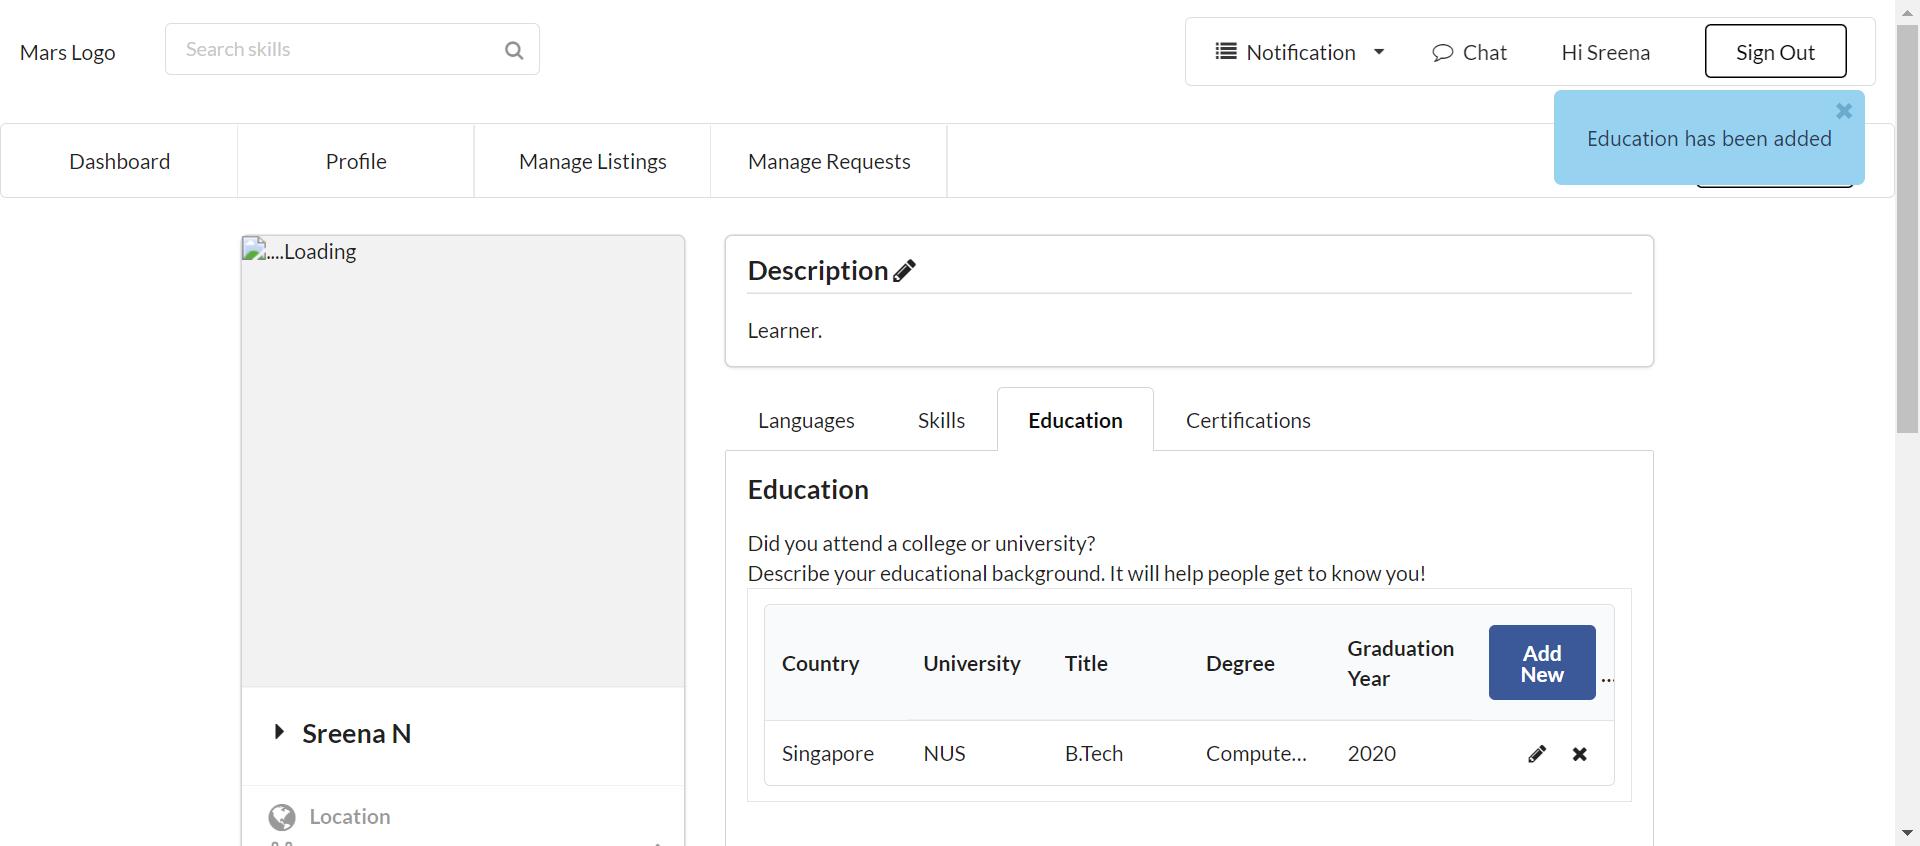 Mars Logo
Search skills
Notification
Chat
Hi Sreena
Sign Out
Education has been added
Dashboard
Profile
Manage Listings
Manage Requests
....Loading
Description
Learner.
Languages
Skills
Education
Certifications
Education
Did you attend a college or university?
Describe your educational background. It will help people get to know you!
Country
University
Title
Degree
Graduation
Year
Add
New
...
Singapore
NUS
B.Tech
Compute...
2020
Sreena N
Location